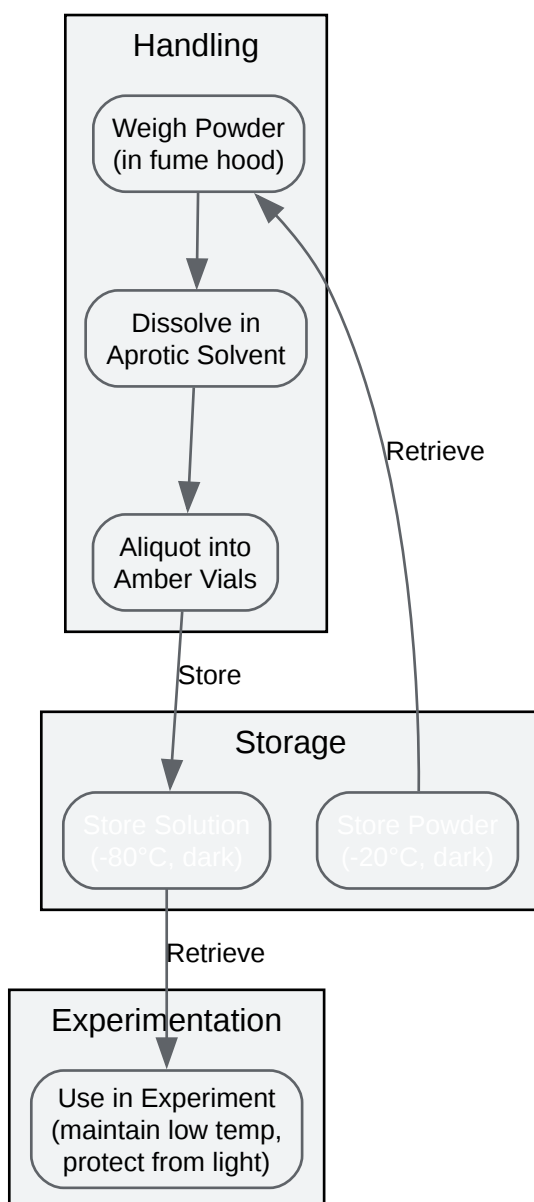 Handling
Weigh Powder
(in fume hood)
Dissolve in
Aprotic Solvent
Retrieve
Aliquot into
Amber Vials
Store
Storage
Store Solution
(-80°C, dark)
Store Powder
(-20°C, dark)
Retrieve
Experimentation
Use in Experiment
(maintain low temp,
protect from light)